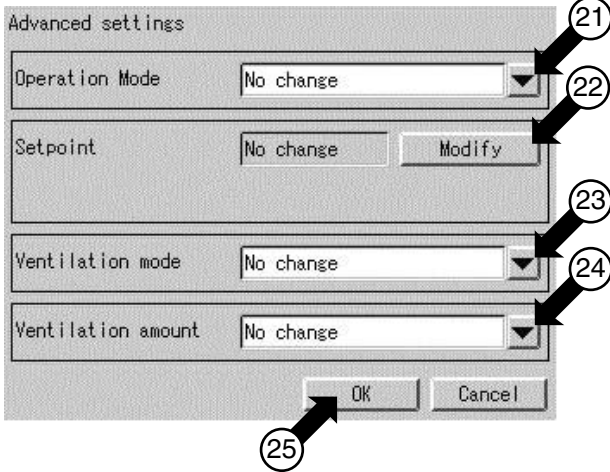 Advanced settings
21
Operation Mode No change
22
Setpoint No change Modify
23
Ventilation mode No change
24
Ventilation amount No change
OK Cancel
25